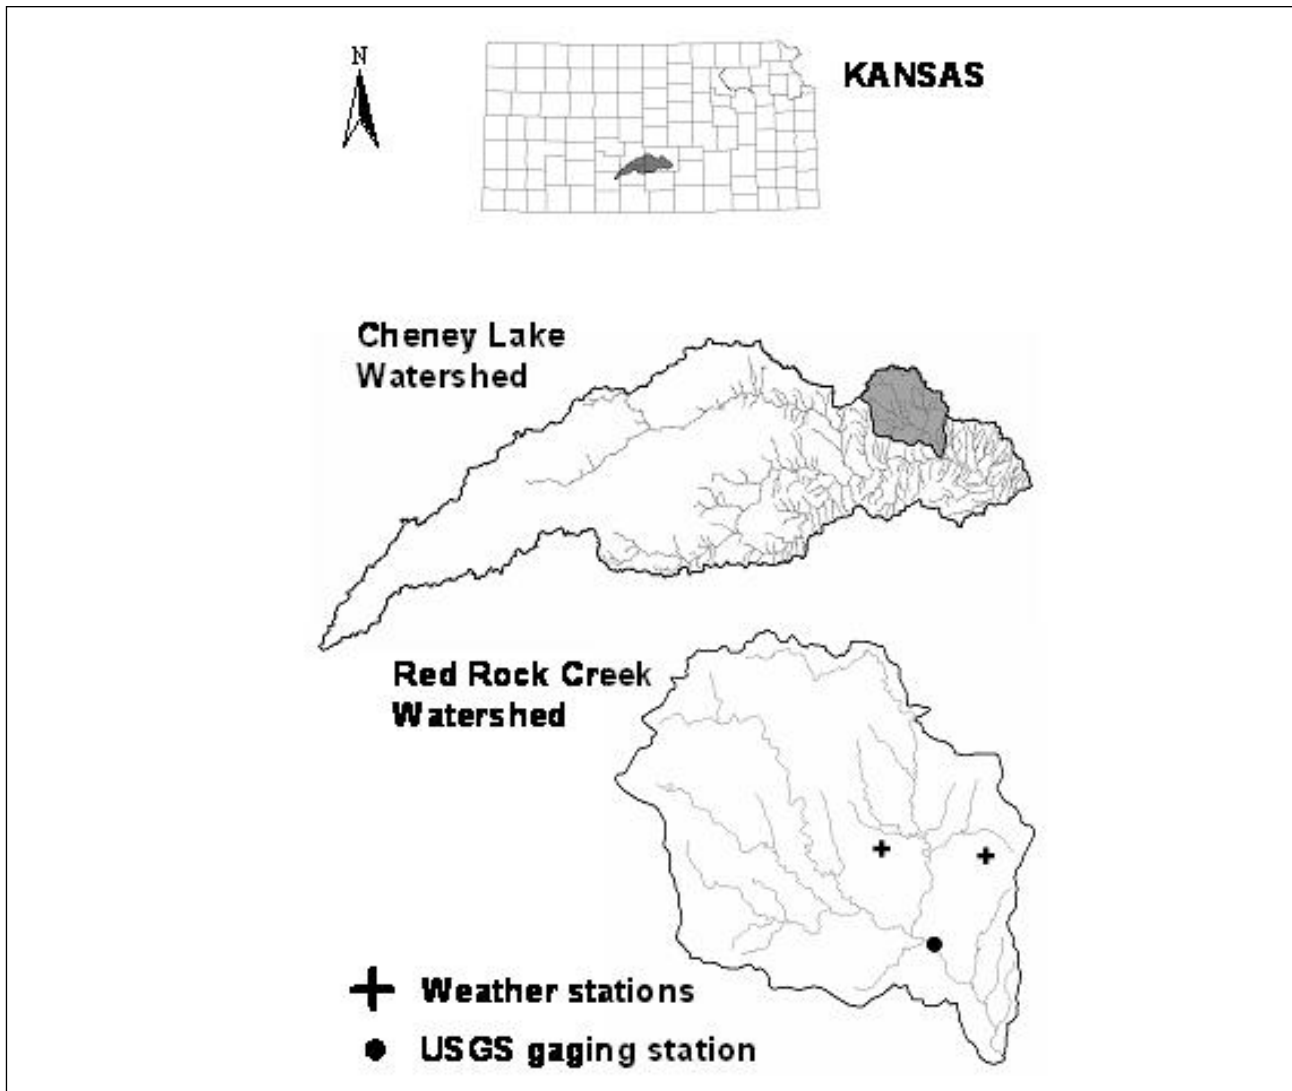 N
KANSAS
Cheney Lake
Watershed
Red Rock Creek
Watershed
Weather stations
USGS gaging station